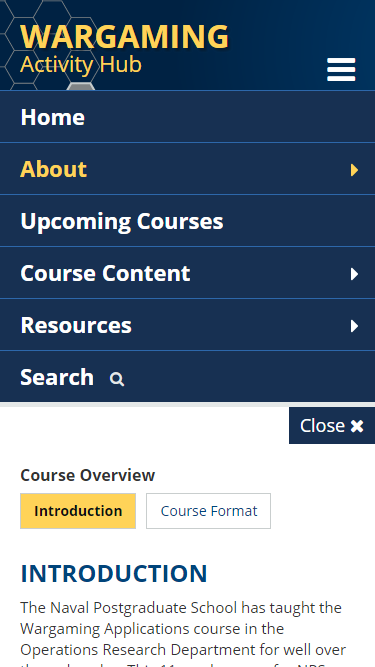 WARGAMING
Activity Hub
Home
About
Upcoming Courses
Course Content
Resources
Search
Close
Course Overview
Introduction Course Format
INTRODUCTION
The Naval Postgraduate School has taught the
Wargaming Applications course in the
Operations Research Department for well over